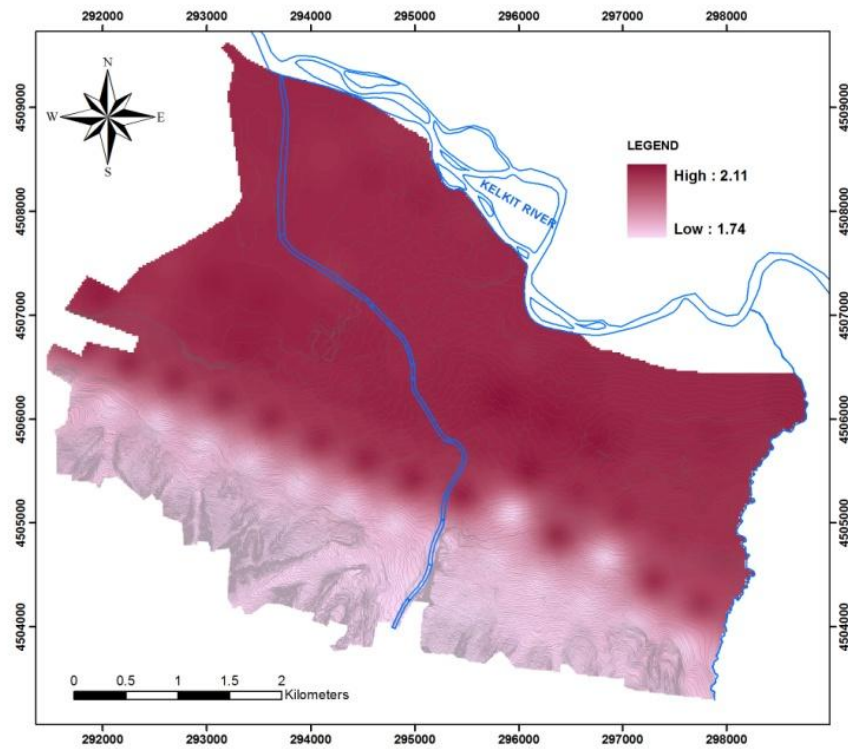 292000 293000 294000 295000 296000 297000 298000
N
W E
S
LEGEND
High : 2.11
Low : 1.74
KELKIT RIVER
4509000 4509000
4508000 4508000
4507000 4507000
4506000 4506000
4505000 4505000
4504000 4504000
0 0.5 1 1.5 2
Kilometers
292000 293000 294000 295000 296000 297000 298000